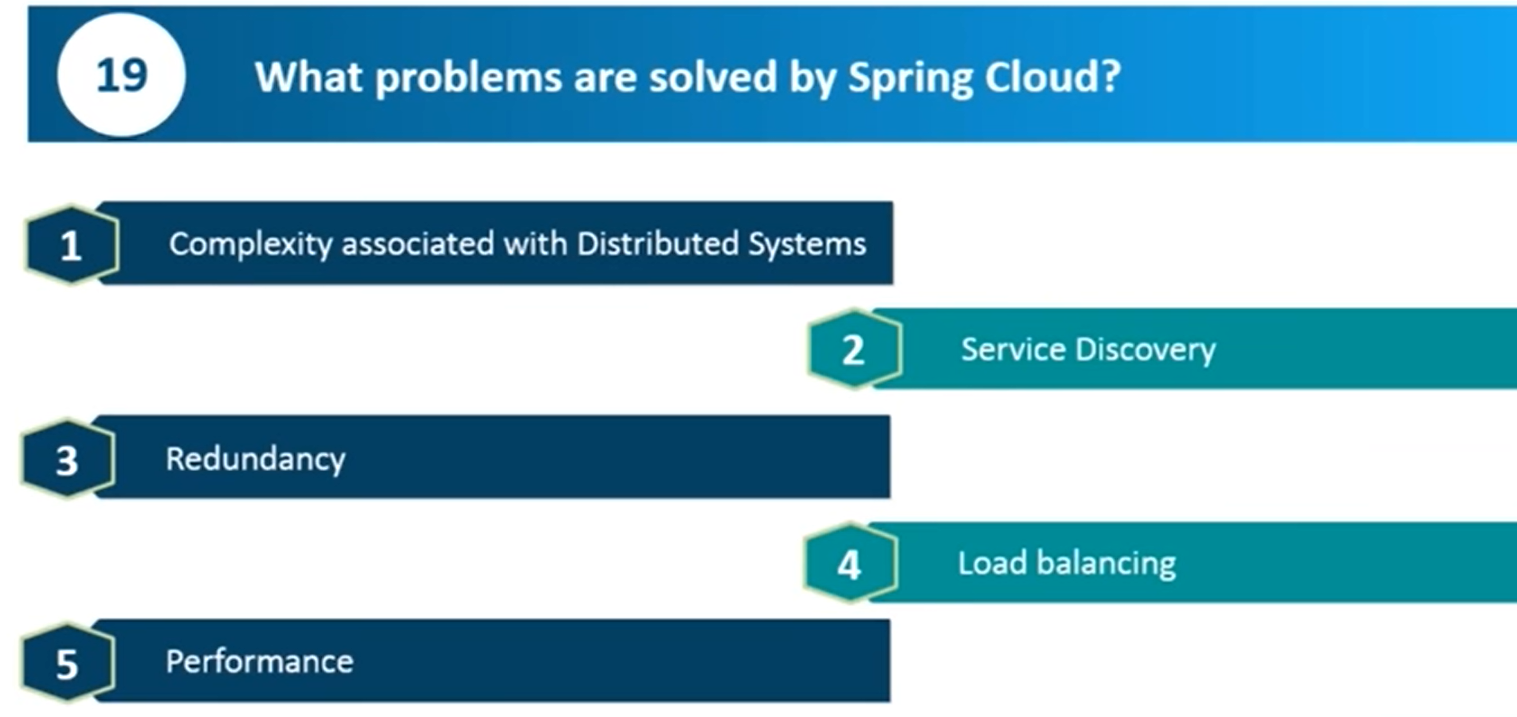 19
What problems are solved by Spring Cloud?
1
Complexity associated with Distributed Systems
2
Service Discovery
3
Redundancy
4
Load balancing
5
Performance